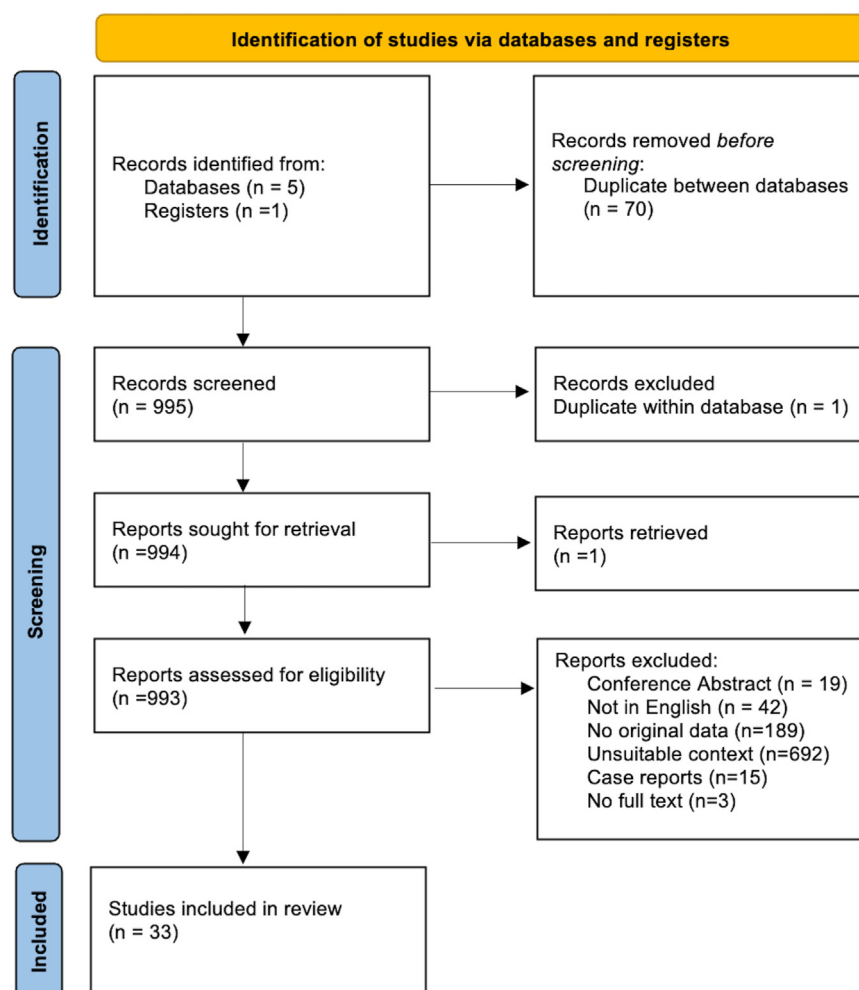 Identification of studies via databases and registers
Identification
Records identified from:
Databases (n = 5)
Registers (n =1)
Records removed before
screening:
Duplicate between databases
(n = 70)
Screening
Records screened
(n = 995)
Records excluded
Duplicate within database (n = 1)
Reports sought for retrieval
(n =994)
Reports retrieved
(n =1)
Reports assessed for eligibility
(n =993)
Reports excluded:
Conference Abstract (n = 19)
Not in English (n = 42)
No original data (n=189)
Unsuitable context (n=692)
Case reports (n=15)
No full text (n=3)
Included
Studies included in review
(n = 33)